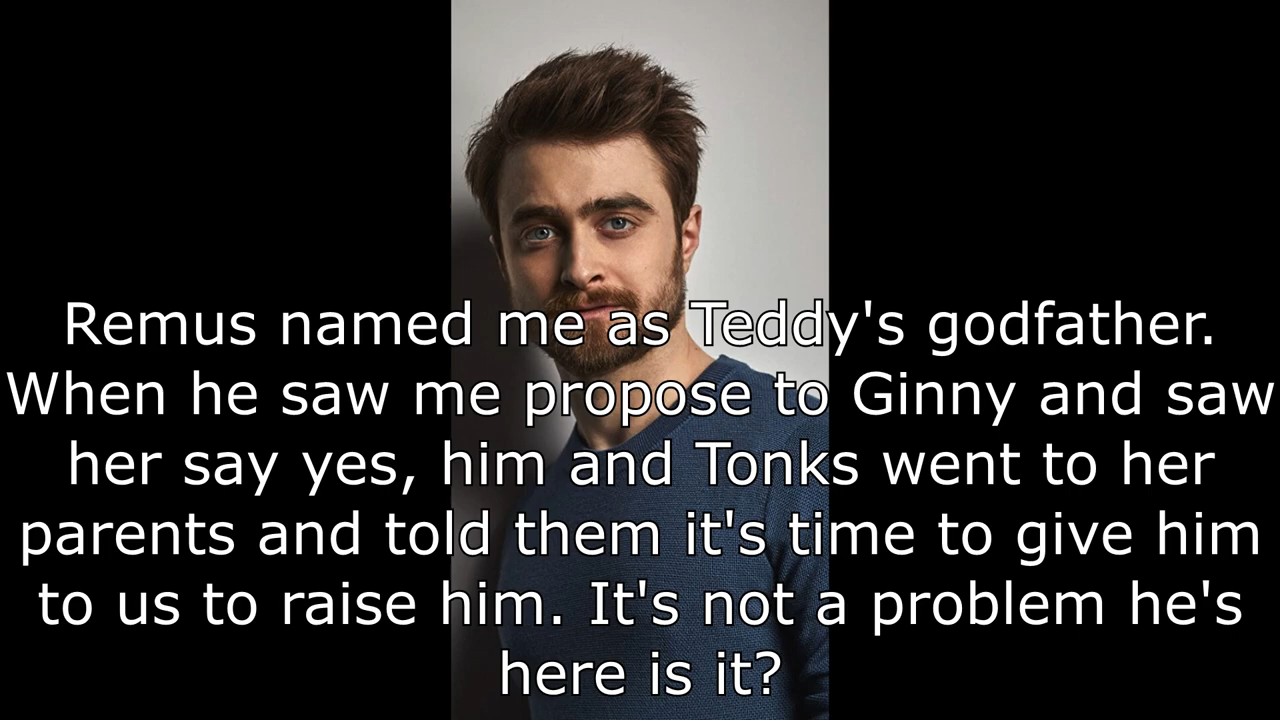 Remus named me as Teddy's godfather.
When he saw me propose to Ginny and saw
her say yes, him and Tonks went to her
parents and told them it's time to give him
to us to raise him. It's not a problem he's
here is it?